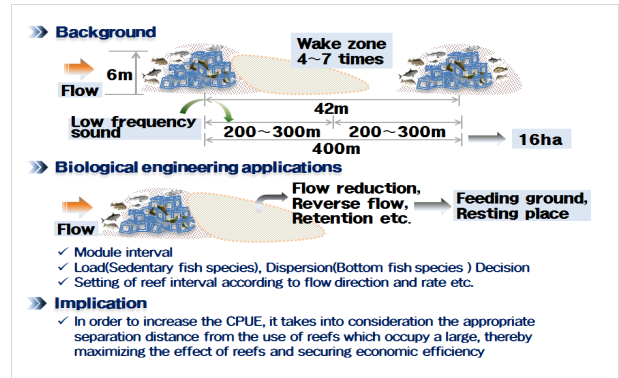 Background
Wake zone
4~7 times
6m
Flow
42m
Low frequency
sound
200~300m 200~300m
400m
16ha
Biological engineering applications
Flow reduction,
Reverse flow,
Retention etc.
Feeding ground,
Resting place
Flow
✓ Module interval
✓ Load(Sedentary fish species), Dispersion(Bottom fish species ) Decision
✓ Setting of reef interval according to flow direction and rate etc.
Implication
✓ In order to increase the CPUE, it takes into consideration the appropriate
separation distance from the use of reefs which occupy a large, thereby
maximizing the effect of reefs and securing economic efficiency